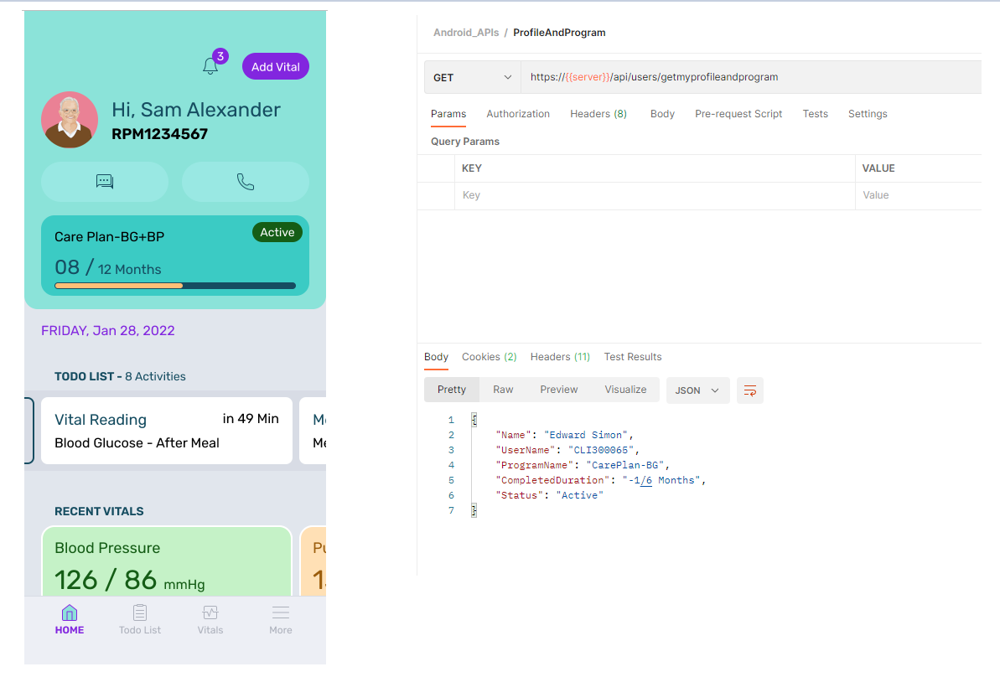 3
Add Vital
Hi, Sam Alexander
RPM1234567
Care Plan-BG+BP
Active
08 / 12 Months
FRIDAY, Jan 28, 2022
TODO LIST - 8 Activities
Vital Reading in 49 Min
Blood Glucose - After Meal
RECENT VITALS
Blood Pressure
126 / 86 mmHg
HOME Todo List Vitals More
Android_APIs / ProfileAndProgram
GET https://{{server}}/api/users/getmyprofileandprogram
Params Authorization Headers (8) Body Pre-request Script Tests Settings
Query Params
KEY VALUE
Key Value
Body Cookies (2) Headers (11) Test Results
Pretty Raw Preview Visualize JSON
1 {
2 "Name": "Edward Simon",
3 "UserName": "CLI300065",
4 "ProgramName": "CarePlan-BG",
5 "CompletedDuration": "-1/6 Months",
6 "Status": "Active"
7 }